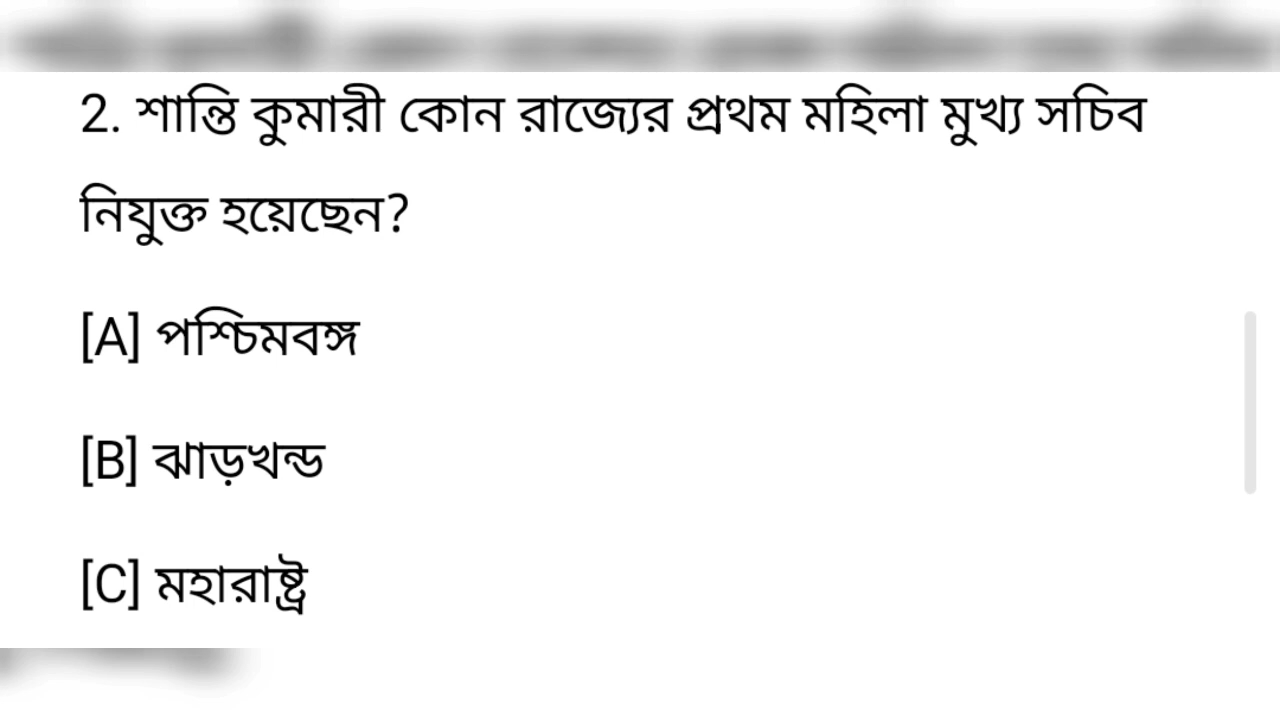 2. শান্তি কুমারী কোন রাজ্যের প্রথম মহিলা মুখ্য সচিব
নিযুক্ত হয়েছেন?
[A] পশ্চিমবঙ্গ
[B] ঝাড়খন্ড
[C] মহারাষ্ট্র